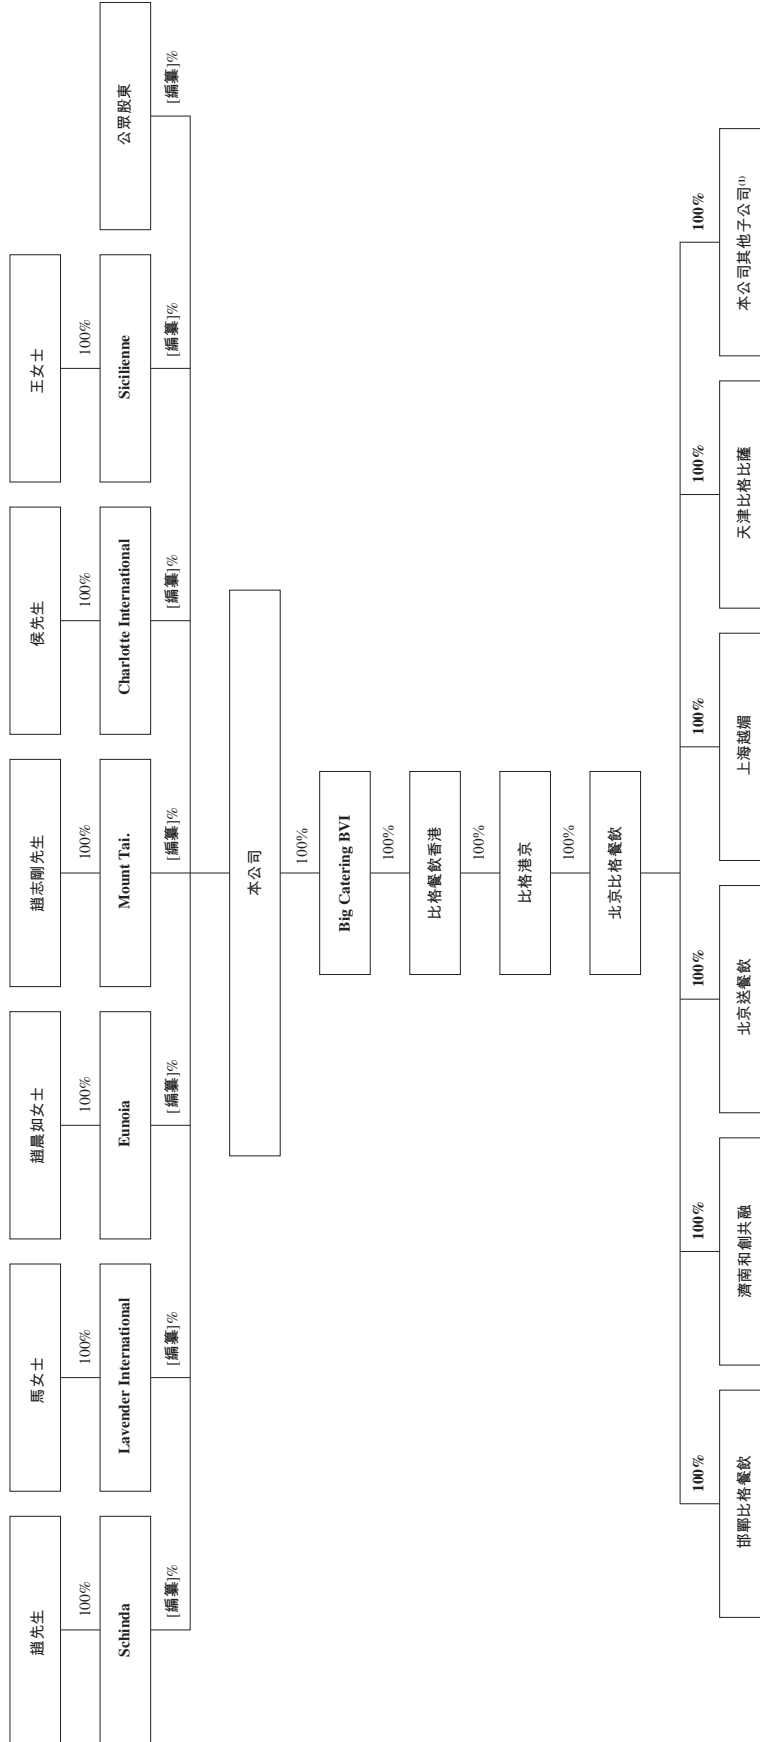 趙先生
馬女士
趙晨如女士
趙志剛先生
侯先生
王女士
100%
100%
100%
100%
100%
100%
Schinda
Lavender International
Eunoia
Mount Tai.
Charlotte International
Sicilienne
公眾股東
[編纂]%
[編纂]%
[編纂]%
[編纂]%
[編纂]%
[編纂]%
[編纂]%
本公司
100%
Big Catering BVI
100%
比格餐飲香港
100%
比格港京
100%
北京比格餐飲
100%
100%
100%
100%
100%
100%
邯鄲比格餐飲
濟南和創共融
北京送餐飲
上海越媚
天津比格比薩
本公司其他子公司(1)